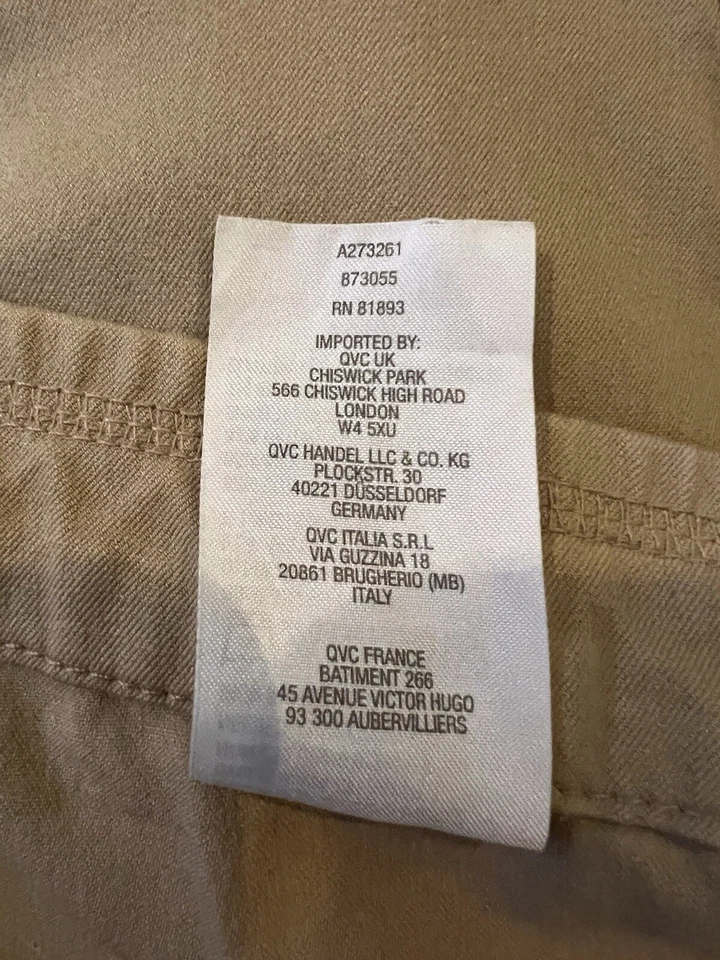 A273261
873055
RN 81893
IMPORTED BY:
QVC UK
CHISWICK PARK
566 CHISWICK HIGH ROAD
LONDON
W4 5XU
QVC HANDEL LLC & CO. KG
PLOCKSTR. 30
40221 DÜSSELDORF
GERMANY
QVC ITALIA S.R.L
VIA GUZZINA 18
20861 BRUGHERIO (MB)
ITALY
QVC FRANCE
BATIMENT 266
45 AVENUE VICTOR HUGO
93 300 AUBERVILLIERS